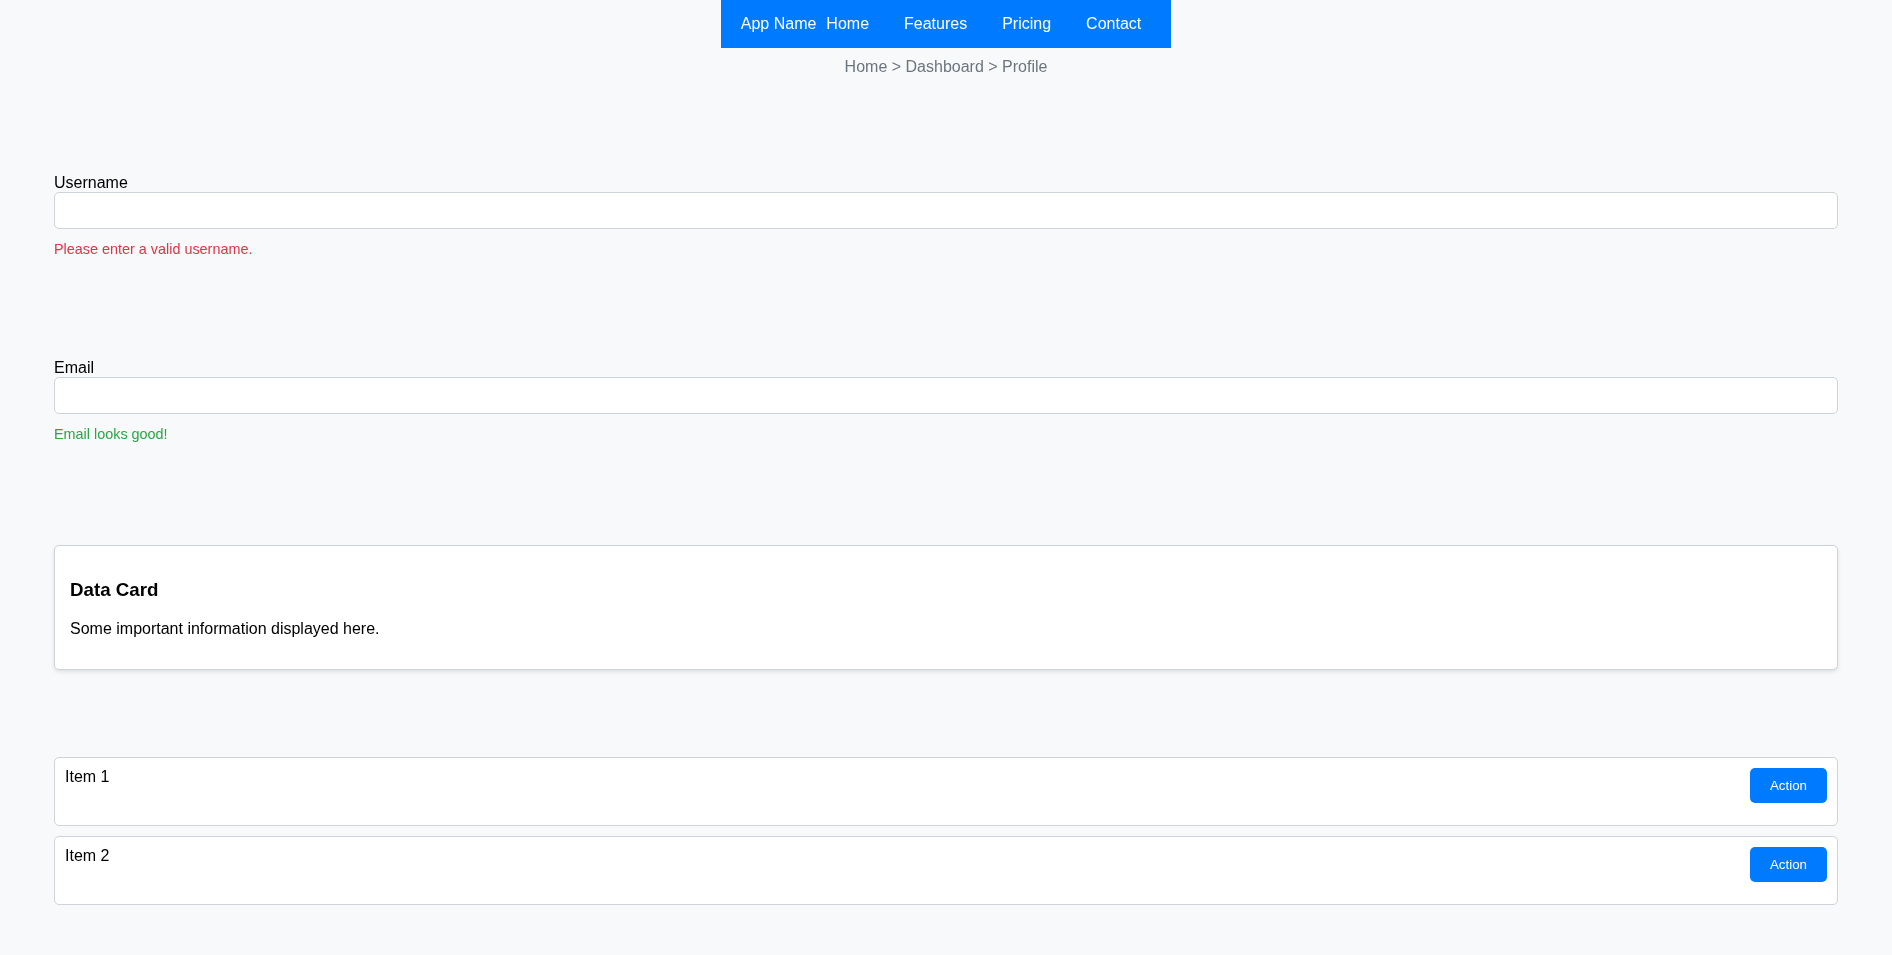 App Name Home Features Pricing Contact
Home > Dashboard > Profile
Username
Please enter a valid username.
Email
Email looks good!
Data Card
Some important information displayed here.
Item 1
Action
Item 2
Action